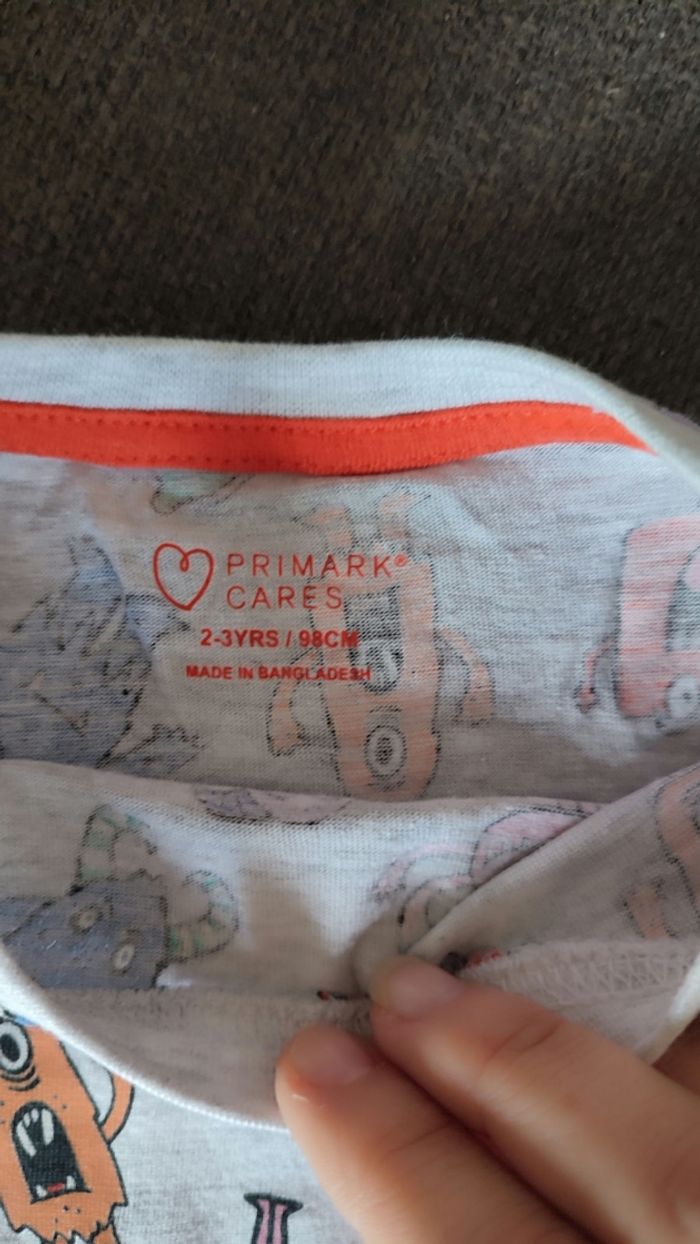 PRIMARK®
CARES
2-3YRS / 98CM
MADE IN BANGLADESH